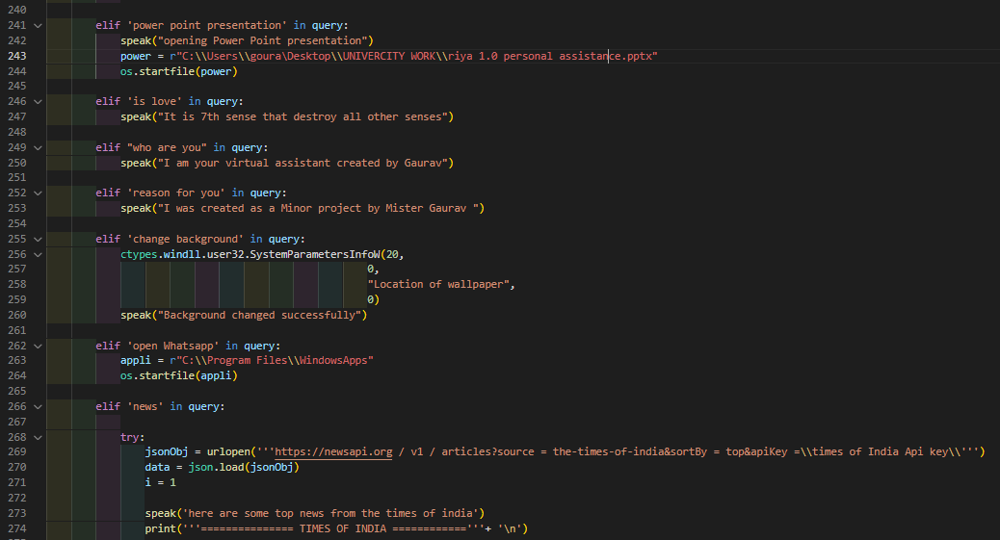 240
241 elif 'power point presentation' in query:
242 speak("opening Power Point presentation")
243 power = r"C:\\Users\\goura\Desktop\\UNIVERCITY WORK\\riya 1.0 personal assistance.pptx"
244 os.startfile(power)
245
246 elif 'is love' in query:
247 speak("It is 7th sense that destroy all other senses")
248
249 elif "who are you" in query:
250 speak("I am your virtual assistant created by Gaurav")
251
252 elif 'reason for you' in query:
253 speak("I was created as a Minor project by Mister Gaurav ")
254
255 elif 'change background' in query:
256 ctypes.windll.user32.SystemParametersInfoW(20,
257 0,
258 "Location of wallpaper",
259 0)
260 speak("Background changed successfully")
261
262 elif 'open Whatsapp' in query:
263 appli = r"C:\\Program Files\\WindowsApps"
264 os.startfile(appli)
265
266 elif 'news' in query:
267
268 try:
269 jsonObj = urlopen('''https://newsapi.org / v1 / articles?source = the-times-of-india&sortBy = top&apiKey =\\times of India Api key\\''')
270 data = json.load(jsonObj)
271 i = 1
272
273 speak('here are some top news from the times of india')
274 print('''=============== TIMES OF INDIA ============'''+ '\n')